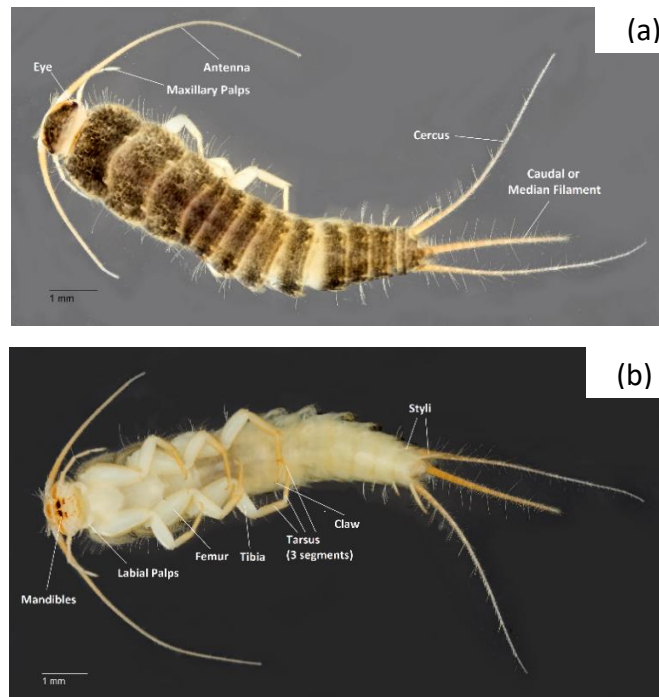 (a)
Eye
Antenna
Maxillary Palps
Cercus
Caudal or
Median Filament
1 mm
(b)
Styli
Claw
Tarsus
(3 segments)
Femur
Tibia
Labial Palps
Mandibles
1 mm